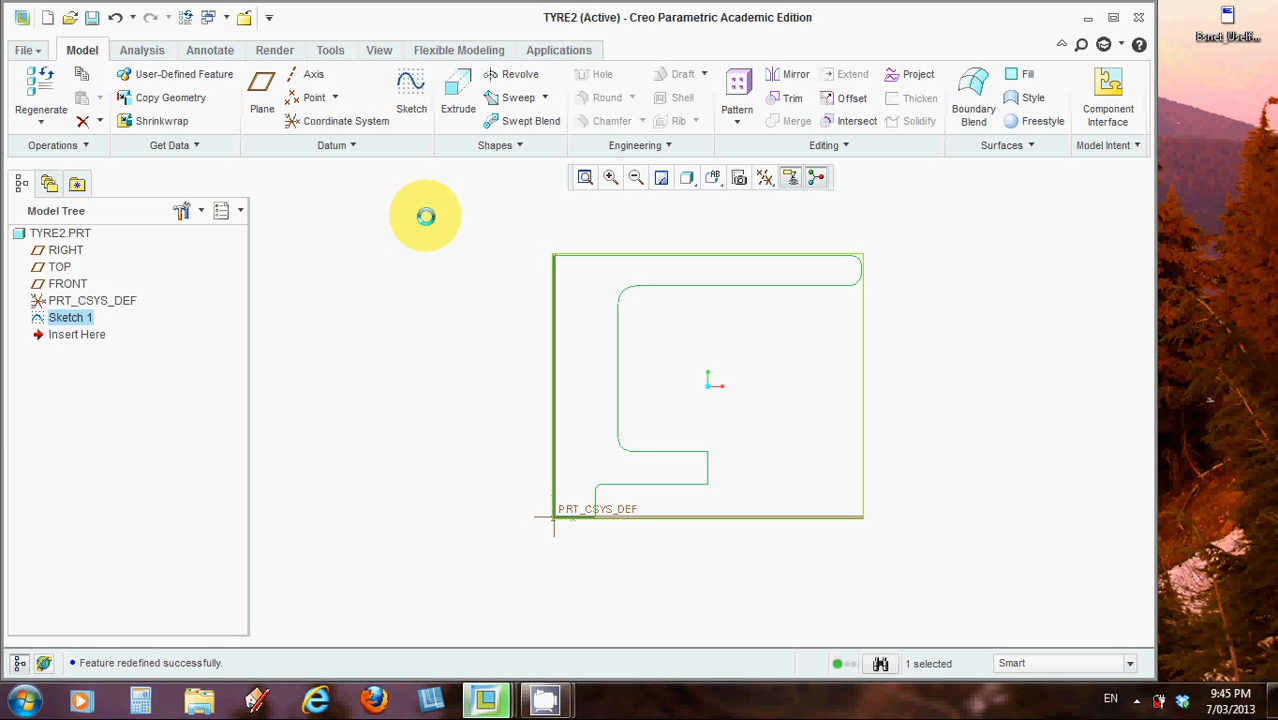 TYRE2 (Active) - Creo Parametric Academic Edition
File Model Analysis Annotate Render Tools View Flexible Modeling Applications
Regenerate
Operations
User-Defined Feature
Copy Geometry
Shrinkwrap
Get Data
Plane
Axis
Point
Coordinate System
Sketch
Datum
Extrude
Revolve
Sweep
Swept Blend
Shapes
Hole
Round
Chamfer
Draft
Shell
Rib
Engineering
Pattern
Mirror
Trim
Merge
Extend
Offset
Intersect
Project
Thicken
Solidify
Editing
Boundary
Blend
Fill
Style
Freestyle
Surfaces
Component
Interface
Model Intent
Model Tree
TYRE2.PRT
RIGHT
TOP
FRONT
PRT_CSYS_DEF
Sketch 1
Insert Here
PRT_CSYS_DEF
Feature redefined successfully.
1 selected
Smart
EN
9:45 PM
7/03/2013